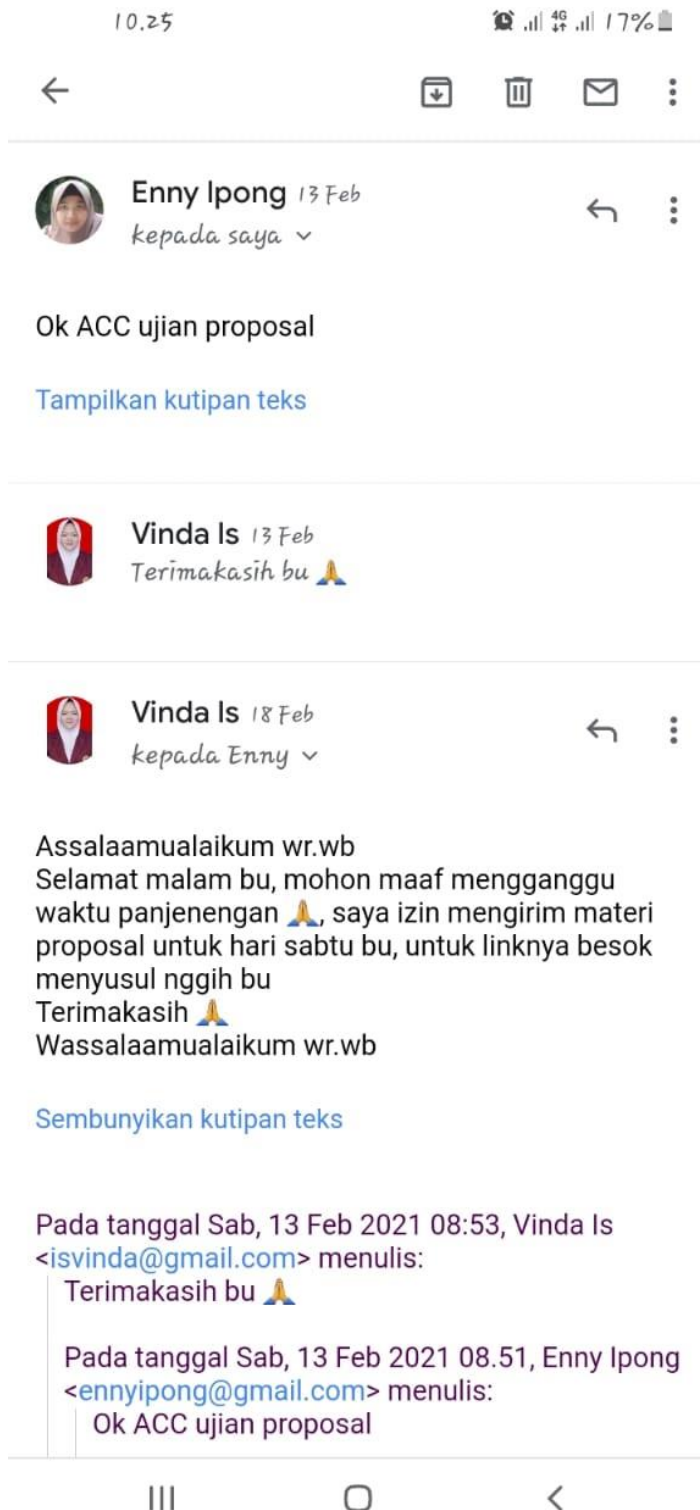 10.25
4G
17%
Enny Ipong 13 Feb
kepada saya
Ok ACC ujian proposal
Tampilkan kutipan teks
Vinda Is 13 Feb
Terimakasih bu 🙏
Vinda Is 18 Feb
kepada Enny
Assalaamualaikum wr.wb
Selamat malam bu, mohon maaf mengganggu
waktu panjenengan 🙏, saya izin mengirim materi
proposal untuk hari sabtu bu, untuk linknya besok
menyusul nggih bu
Terimakasih 🙏
Wassalaamualaikum wr.wb
Sembunyikan kutipan teks
Pada tanggal Sab, 13 Feb 2021 08:53, Vinda Is
<isvinda@gmail.com> menulis:
Terimakasih bu 🙏
Pada tanggal Sab, 13 Feb 2021 08.51, Enny Ipong
<ennyipong@gmail.com> menulis:
Ok ACC ujian proposal